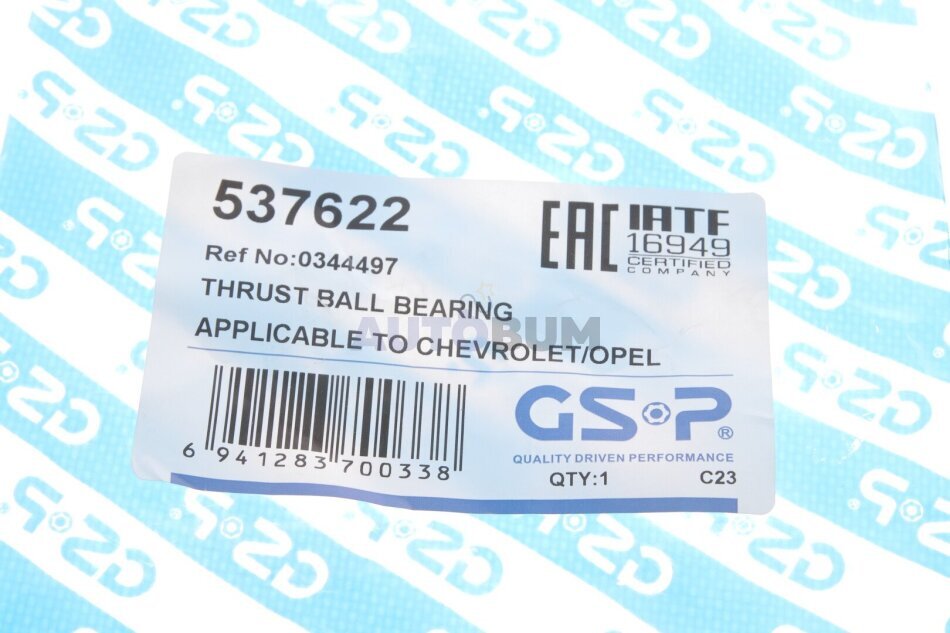 537622
EAC IATF
16949
CERTIFIED
COMPANY
Ref No:0344497
THRUST BALL BEARING
AUTOBUM
APPLICABLE TO CHEVROLET/OPEL
6 941283 700338
GSP®
QUALITY DRIVEN PERFORMANCE
QTY:1 C23